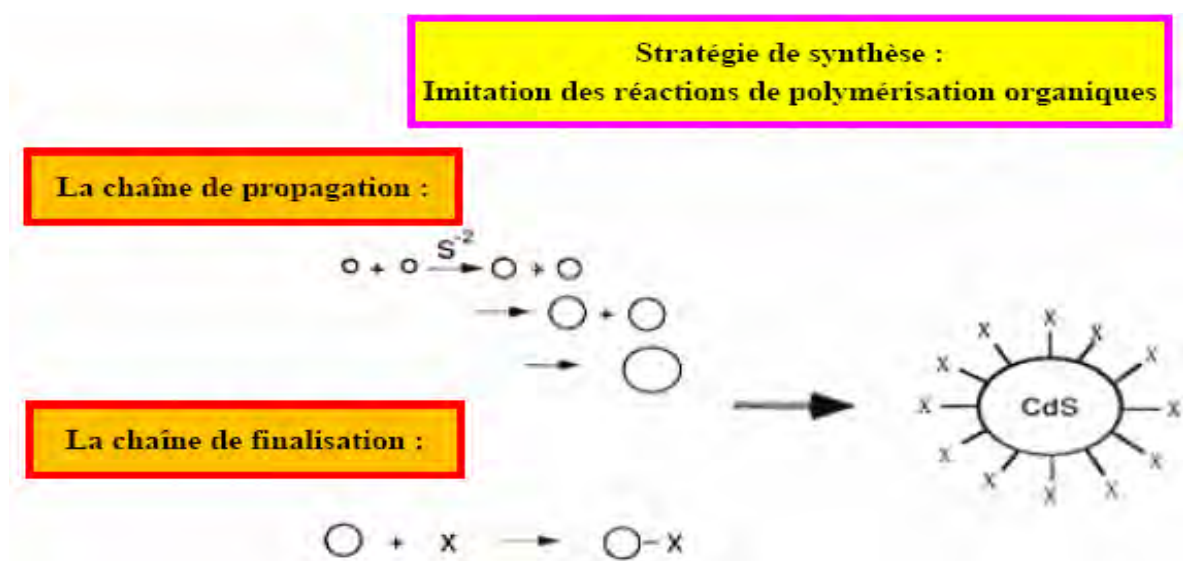 Stratégie de synthèse :
Imitation des réactions de polymérisation organiques
La chaîne de propagation :
S⁻²
o + o → o + o
→ o + o
→ o
X X X
X X
X CdS X
X X
X X X
La chaîne de finalisation :
o + X → o–X